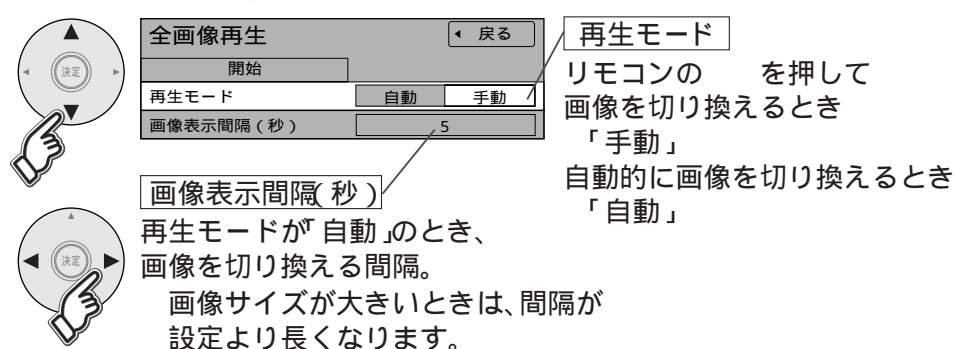 決定
全画像再生
戻る
開始
再生モード 自動 手動
画像表示間隔(秒) 5
再生モード
リモコンの を押して
画像を切り換えるとき
「手動」
自動的に画像を切り換えるとき
「自動」
画像表示間隔(秒)
決定
再生モードが「自動」のとき、
画像を切り換える間隔。
画像サイズが大きいときは、間隔が
設定より長くなります。